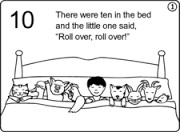 ①
10
There were ten in the bed
and the little one said,
"Roll over, roll over!"